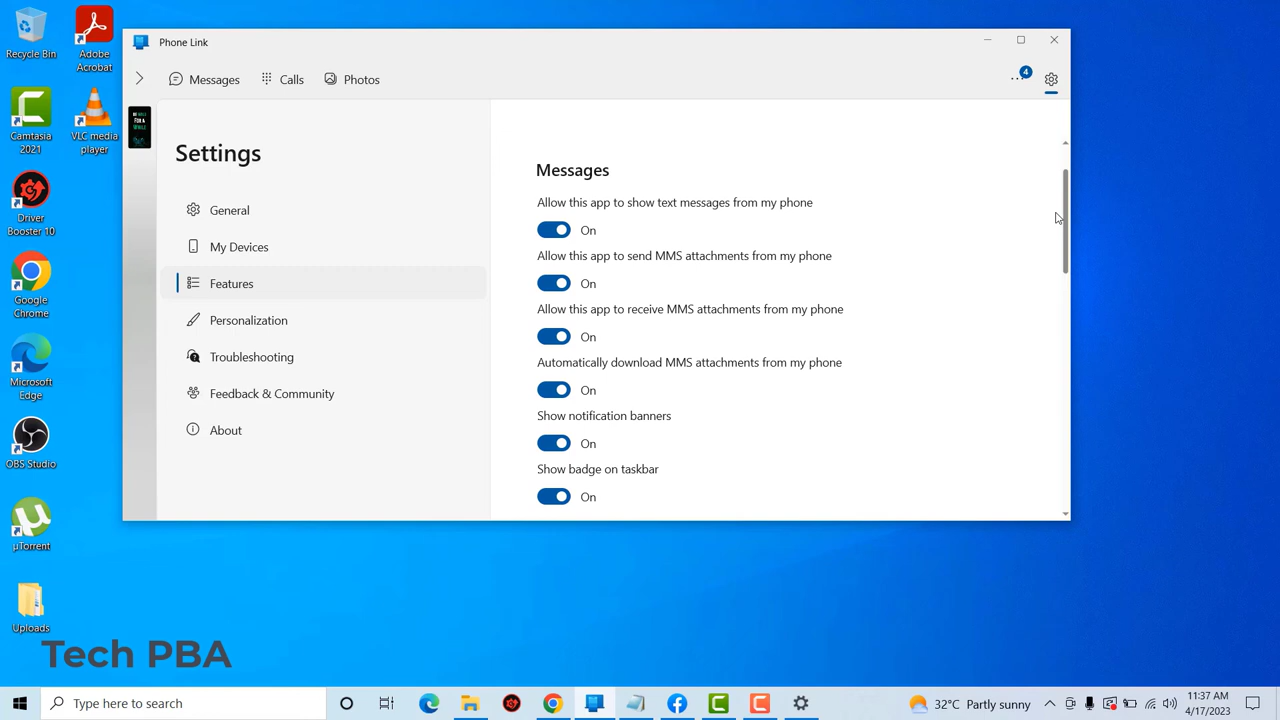 Recycle Bin
Adobe Acrobat
Camtasia 2021
VLC media player
Driver Booster 10
Google Chrome
Microsoft Edge
OBS Studio
µTorrent
Uploads
Phone Link
Messages
Calls
Photos
4
Settings
General
My Devices
Features
Personalization
Troubleshooting
Feedback & Community
About
Messages
Allow this app to show text messages from my phone
On
Allow this app to send MMS attachments from my phone
On
Allow this app to receive MMS attachments from my phone
On
Automatically download MMS attachments from my phone
On
Show notification banners
On
Show badge on taskbar
On
Tech PBA
Type here to search
32°C Partly sunny
11:37 AM
4/17/2023